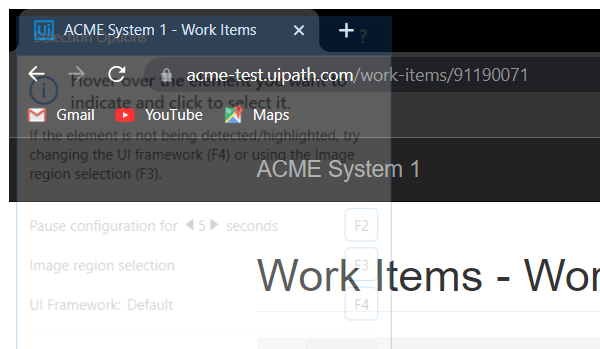 Ui ACME System 1 - Work Items
Selection Options ?
acme-test.uipath.com/work-items/91190071
Hover over the element you want to
indicate and click to select it.
Gmail YouTube Maps
If the element is not being detected/highlighted, try
changing the UI framework (F4) or using the Image
region selection (F3).
ACME System 1
Pause configuration for 5 seconds F2
Image region selection F3
Work Items - Wor
UI Framework: Default F4